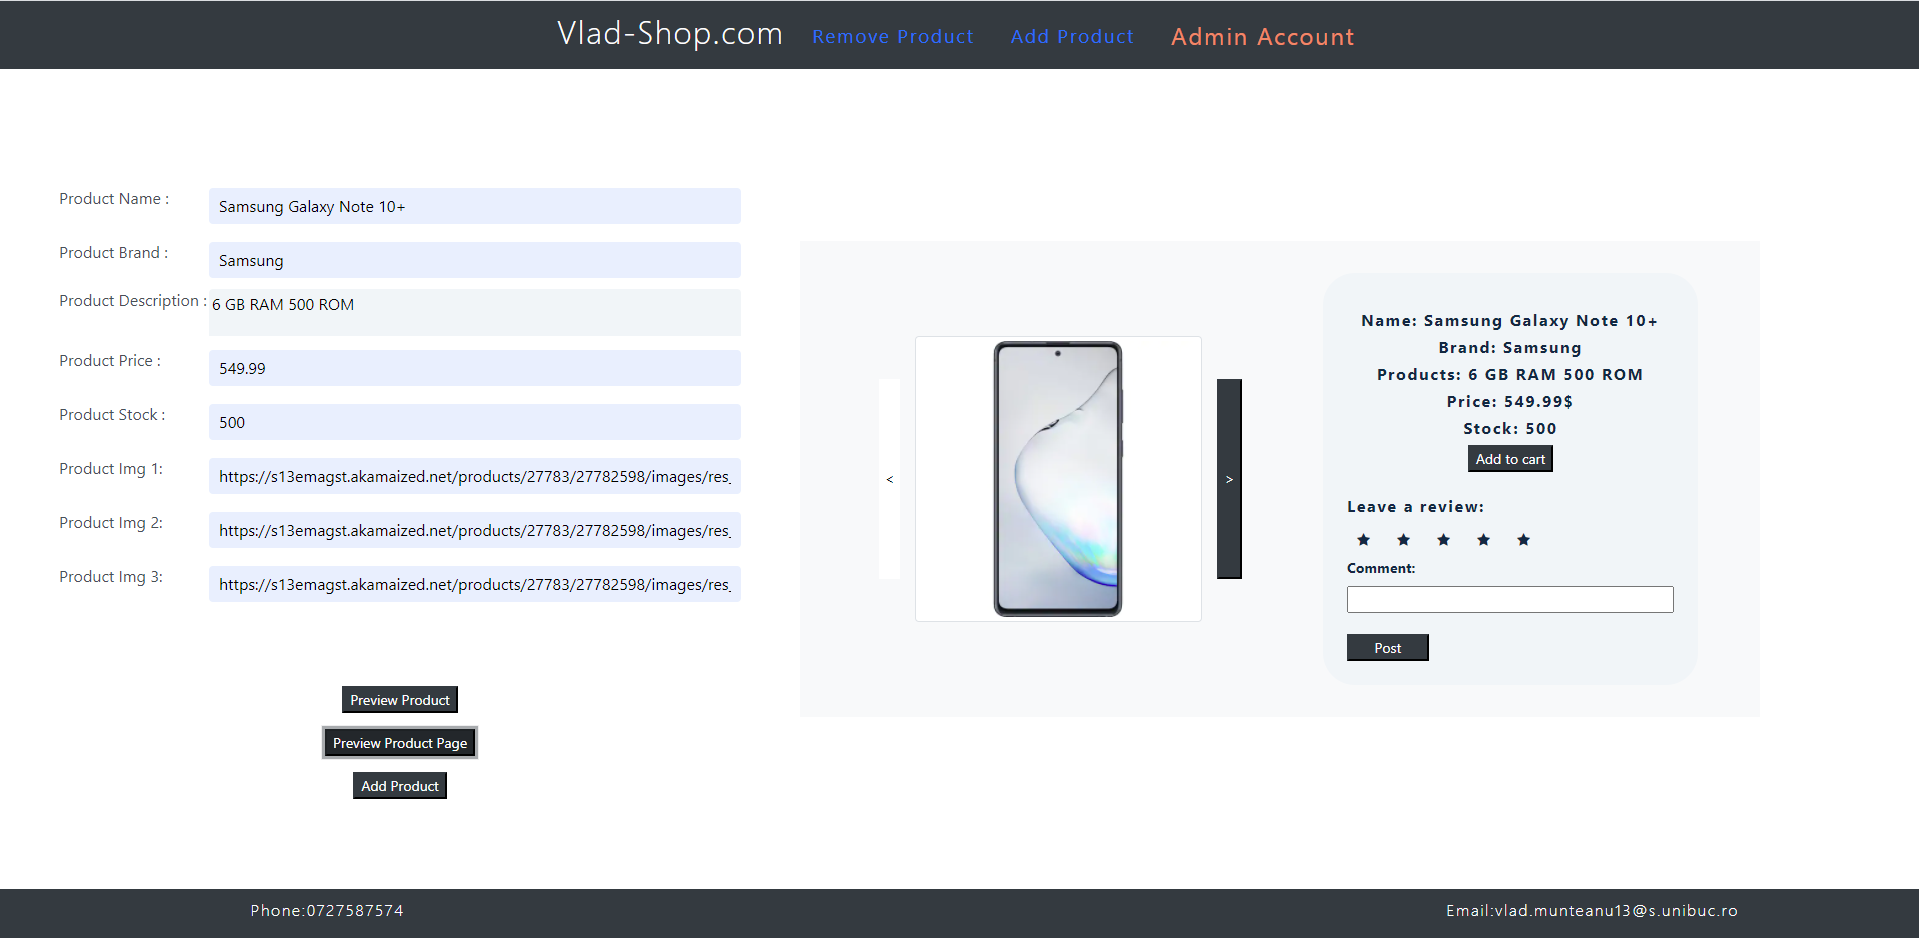 Vlad-Shop.com Remove Product Add Product Admin Account
Product Name : Samsung Galaxy Note 10+
Product Brand : Samsung
Product Description : 6 GB RAM 500 ROM
Product Price : 549.99
Product Stock : 500
Product Img 1: https://s13emagst.akamaized.net/products/27783/27782598/images/res_
Product Img 2: https://s13emagst.akamaized.net/products/27783/27782598/images/res_
Product Img 3: https://s13emagst.akamaized.net/products/27783/27782598/images/res_
Preview Product
Preview Product Page
Add Product
<
>
Name: Samsung Galaxy Note 10+
Brand: Samsung
Products: 6 GB RAM 500 ROM
Price: 549.99$
Stock: 500
Add to cart
Leave a review:
Comment:
Post
Phone:0727587574
Email:vlad.munteanu13@s.unibuc.ro